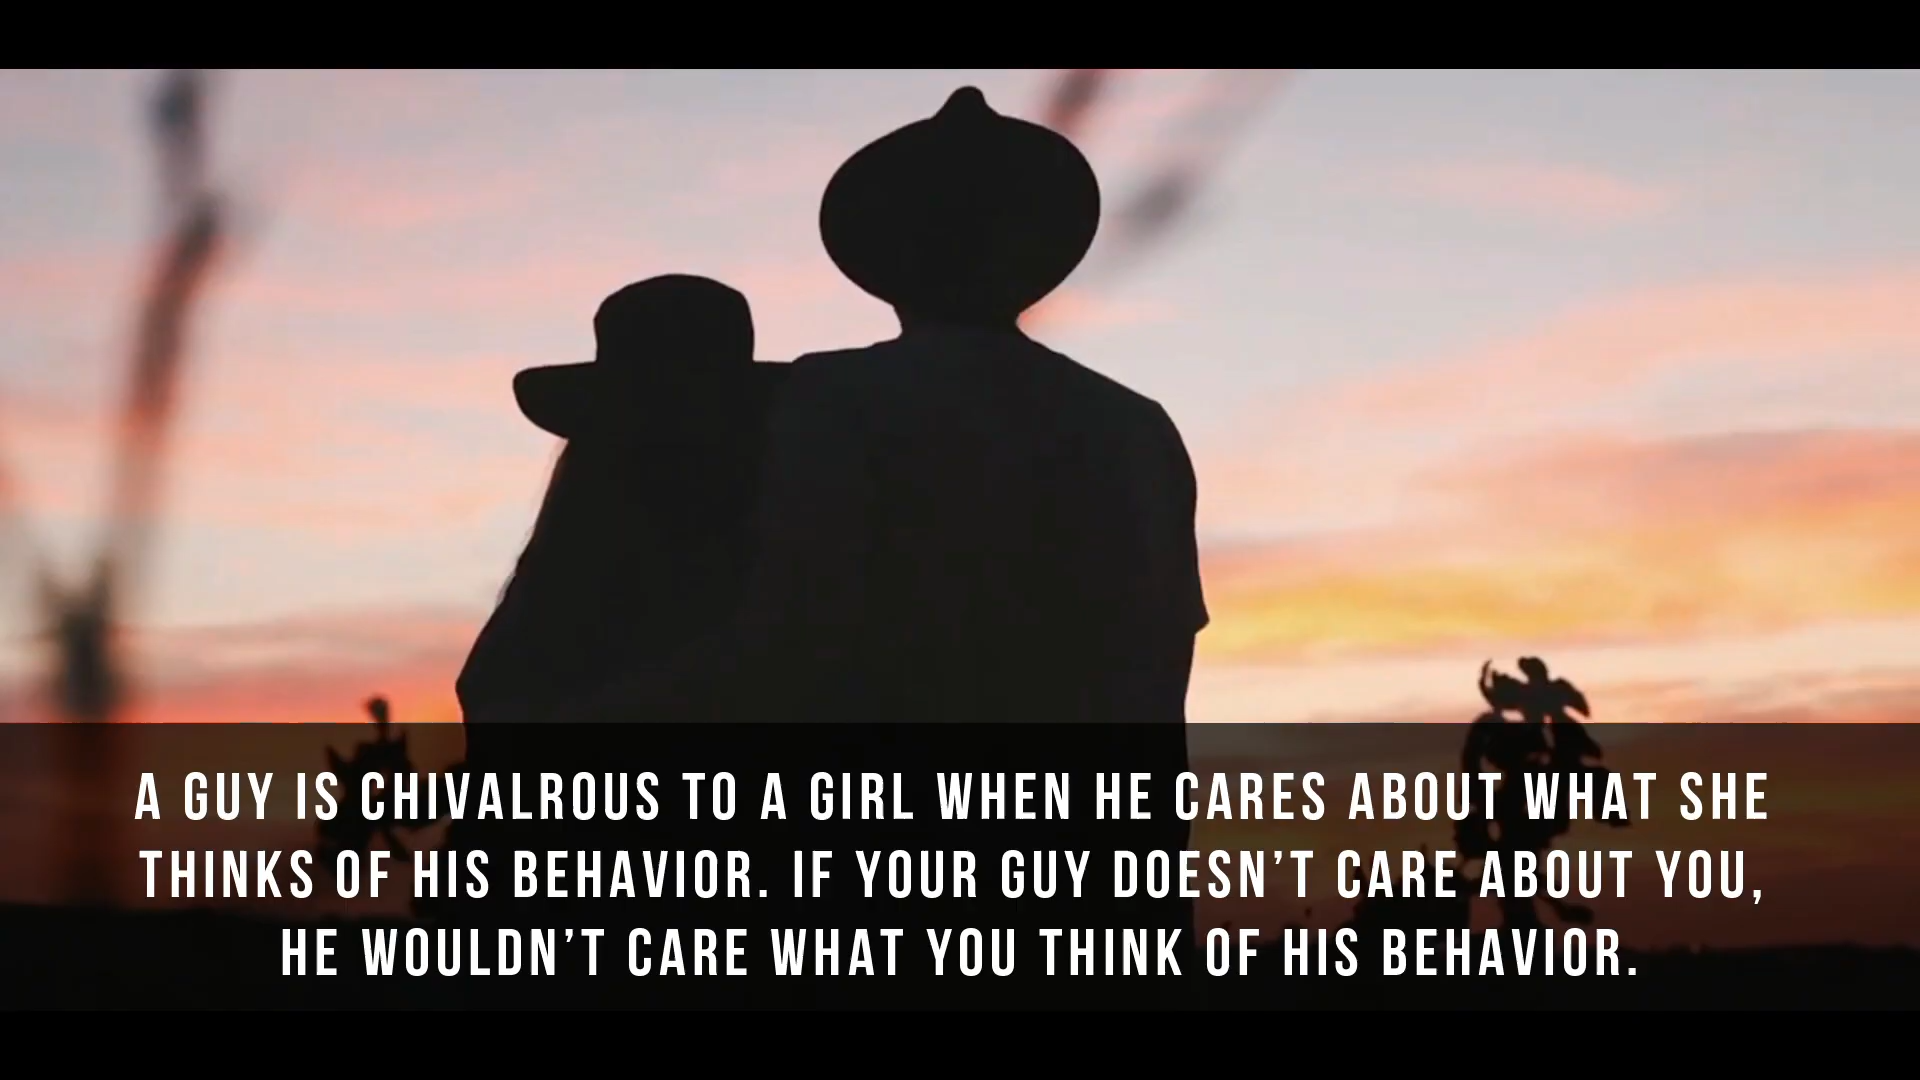 A GUY IS CHIVALROUS TO A GIRL WHEN HE CARES ABOUT WHAT SHE
THINKS OF HIS BEHAVIOR. IF YOUR GUY DOESN’T CARE ABOUT YOU,
HE WOULDN’T CARE WHAT YOU THINK OF HIS BEHAVIOR.